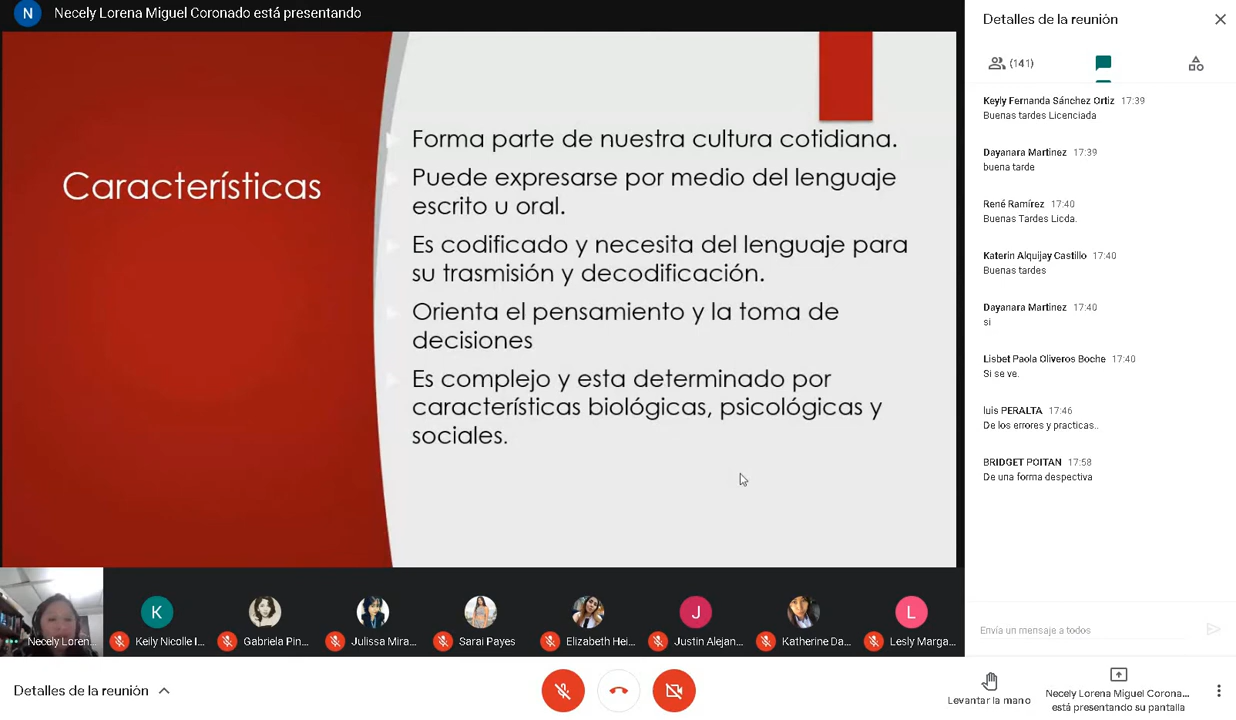 N
Necely Lorena Miguel Coronado está presentando
Características
Forma parte de nuestra cultura cotidiana.
Puede expresarse por medio del lenguaje
escrito u oral.
Es codificado y necesita del lenguaje para
su trasmisión y decodificación.
Orienta el pensamiento y la toma de
decisiones
Es complejo y esta determinado por
características biológicas, psicológicas y
sociales.
Necely Loren...
K
Keily Nicolle I...
Gabriela Pin...
Julissa Mira...
Sarai Payes
Elizabeth Hei...
J
Justin Alejan...
Katherine Da...
L
Lesly Marga...
Detalles de la reunión
Detalles de la reunión
(141)
Keyly Fernanda Sánchez Ortiz 17:39
Buenas tardes Licenciada
Dayanara Martinez 17:39
buena tarde
René Ramírez 17:40
Buenas Tardes Licda.
Katerin Alquijay Castillo 17:40
Buenas tardes
Dayanara Martinez 17:40
si
Lisbet Paola Oliveros Boche 17:40
Si se ve.
luis PERALTA 17:46
De los errores y practicas..
BRIDGET POITAN 17:58
De una forma despectiva
Envía un mensaje a todos
Levantar la mano
Necely Lorena Miguel Corona...
está presentando su pantalla